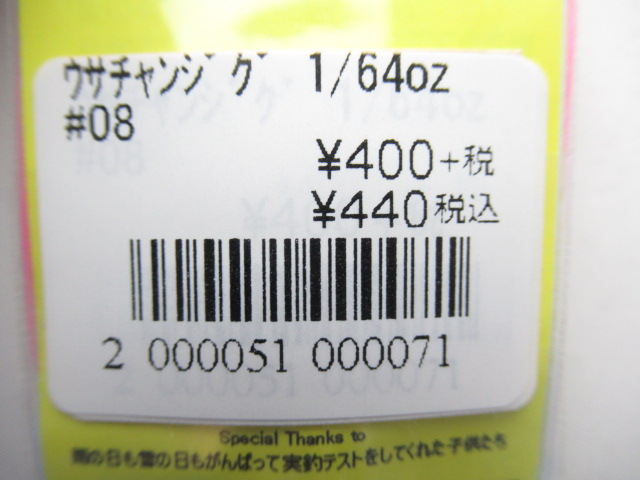 ウサチャンジグ 1/64oz
#08
¥400+税
¥440税込
2 000051 000071
Special Thanks to
雨の日も雪の日もがんばって実釣テストをしてくれた子供たち